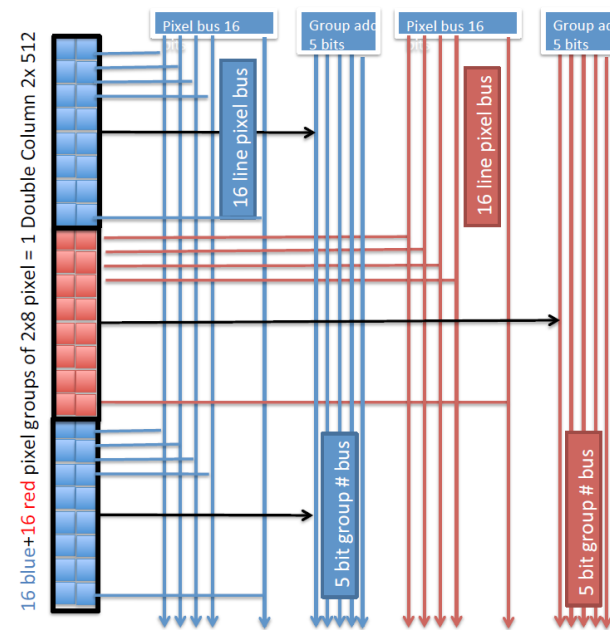 Pixel bus 16
bits
Group add
5 bits
Pixel bus 16
bits
Group add
5 bits
16 line pixel bus
16 line pixel bus
16 blue+16 red pixel groups of 2x8 pixel = 1 Double Column 2x 512
5 bit group # bus
5 bit group # bus